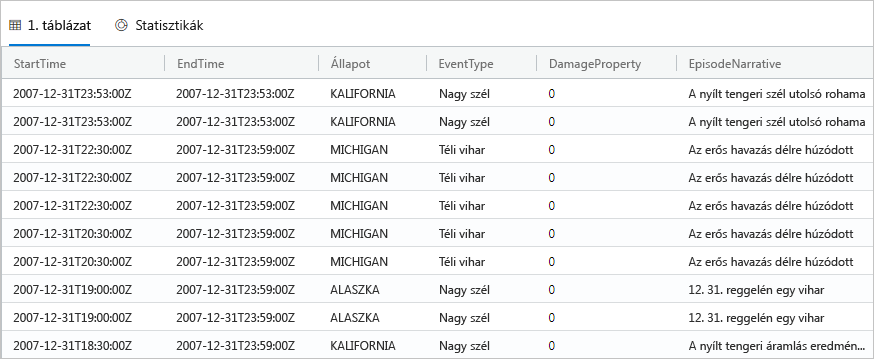 1. táblázat Statisztikák
StartTime EndTime Állapot EventType DamageProperty EpisodeNarrative
2007-12-31T23:53:00Z 2007-12-31T23:53:00Z KALIFORNIA Nagy szél 0 A nyílt tengeri szél utolsó rohama
2007-12-31T23:53:00Z 2007-12-31T23:53:00Z KALIFORNIA Nagy szél 0 A nyílt tengeri szél utolsó rohama
2007-12-31T22:30:00Z 2007-12-31T23:59:00Z MICHIGAN Téli vihar 0 Az erős havazás délre húzódott
2007-12-31T22:30:00Z 2007-12-31T23:59:00Z MICHIGAN Téli vihar 0 Az erős havazás délre húzódott
2007-12-31T22:30:00Z 2007-12-31T23:59:00Z MICHIGAN Téli vihar 0 Az erős havazás délre húzódott
2007-12-31T20:30:00Z 2007-12-31T23:59:00Z MICHIGAN Téli vihar 0 Az erős havazás délre húzódott
2007-12-31T20:30:00Z 2007-12-31T23:59:00Z MICHIGAN Téli vihar 0 Az erős havazás délre húzódott
2007-12-31T19:00:00Z 2007-12-31T23:59:00Z ALASZKA Nagy szél 0 12. 31. reggelén egy vihar
2007-12-31T19:00:00Z 2007-12-31T23:59:00Z ALASZKA Nagy szél 0 12. 31. reggelén egy vihar
2007-12-31T18:30:00Z 2007-12-31T23:59:00Z KALIFORNIA Nagy szél 0 A nyílt tengeri áramlás eredmén...